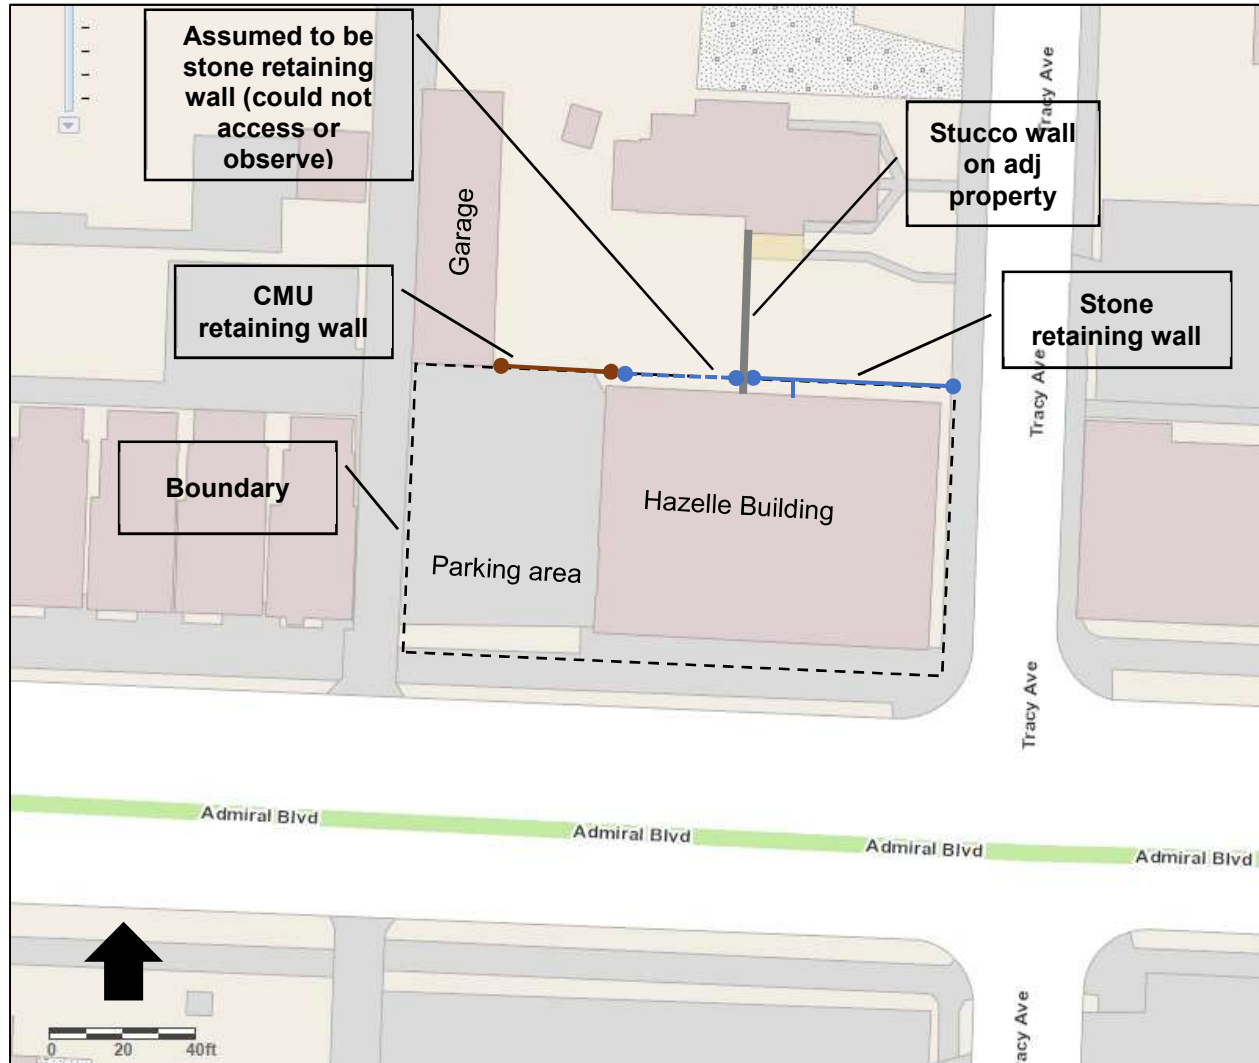 Assumed to be
stone retaining
wall (could not
access or
observe)
Tracy Ave
Stucco wall
on adj
property
Garage
CMU
retaining wall
Stone
retaining wall
Tracy Ave
Boundary
Hazelle Building
Parking area
Tracy Ave
Admiral Blvd
Admiral Blvd
Admiral Blvd
Admiral Blvd
Tracy Ave
0 20 40ft